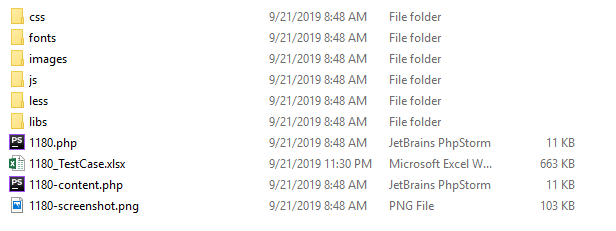 css 9/21/2019 8:48 AM File folder
fonts 9/21/2019 8:48 AM File folder
images 9/21/2019 8:48 AM File folder
js 9/21/2019 8:48 AM File folder
less 9/21/2019 8:48 AM File folder
libs 9/21/2019 8:48 AM File folder
PS 1180.php 9/21/2019 8:48 AM JetBrains PhpStorm 11 KB
1180_TestCase.xlsx 9/21/2019 11:30 PM Microsoft Excel W... 663 KB
PS 1180-content.php 9/21/2019 8:48 AM JetBrains PhpStorm 11 KB
1180-screenshot.png 9/21/2019 8:48 AM PNG File 103 KB